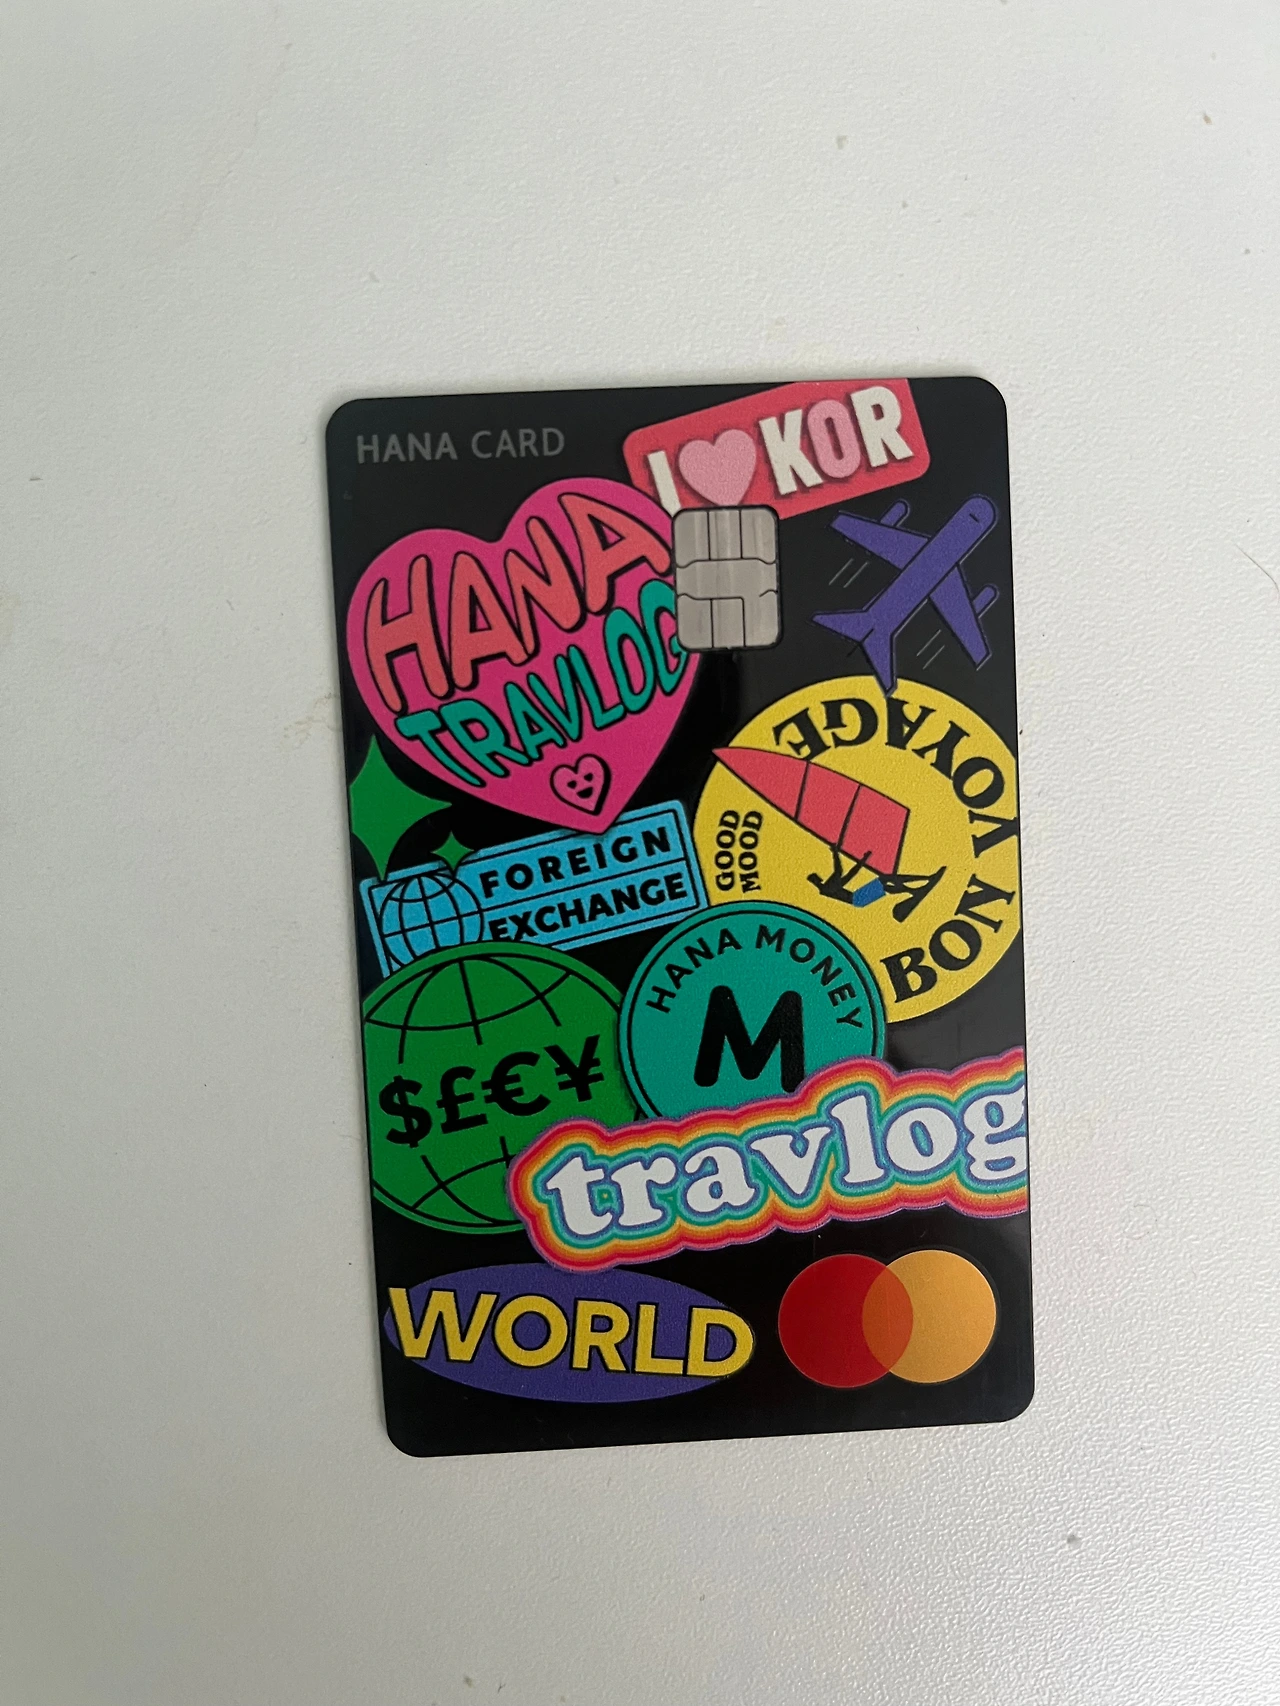 HANA CARD
I ♥ KOR
HANA
TRAVLOG
BON VOYAGE
GOOD
MOOD
FOREIGN
EXCHANGE
HANA MONEY
M
$£€¥
travlog
WORLD